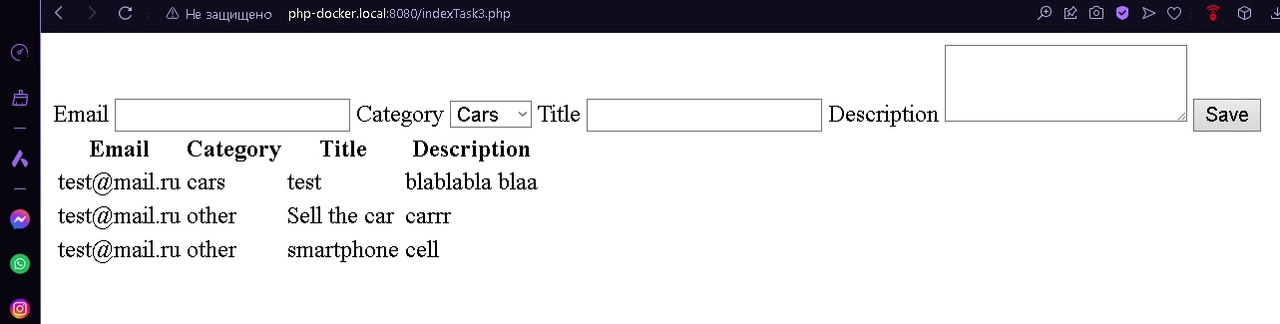 Не защищено php-docker.local:8080/indexTask3.php
Email Category Cars Title Description Save
Email Category Title Description
test@mail.ru cars test blablabla blaa
test@mail.ru other Sell the car carrr
test@mail.ru other smartphone cell